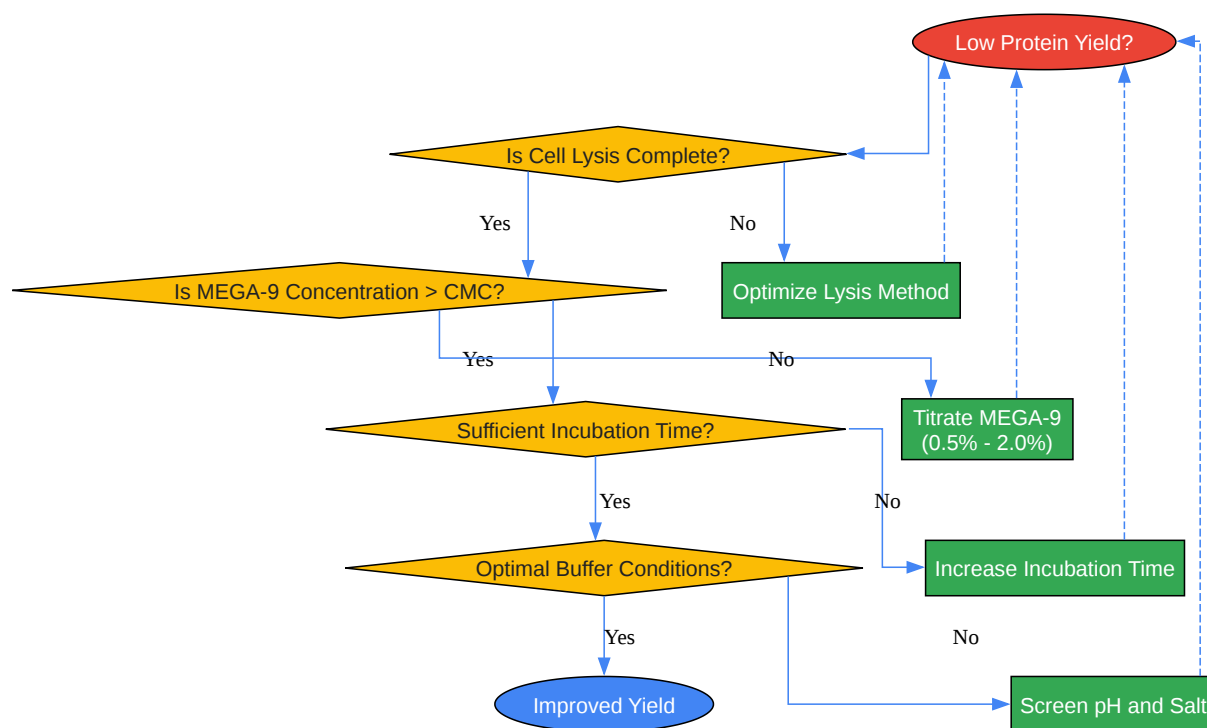 Low Protein Yield?
Is Cell Lysis Complete?
Yes
No
Is MEGA-9 Concentration > CMC?
Optimize Lysis Method
Yes
No
Titrate MEGA-9
(0.5% - 2.0%)
Sufficient Incubation Time?
Yes
No
Optimal Buffer Conditions?
Increase Incubation Time
Yes
No
Improved Yield
Screen pH and Salt